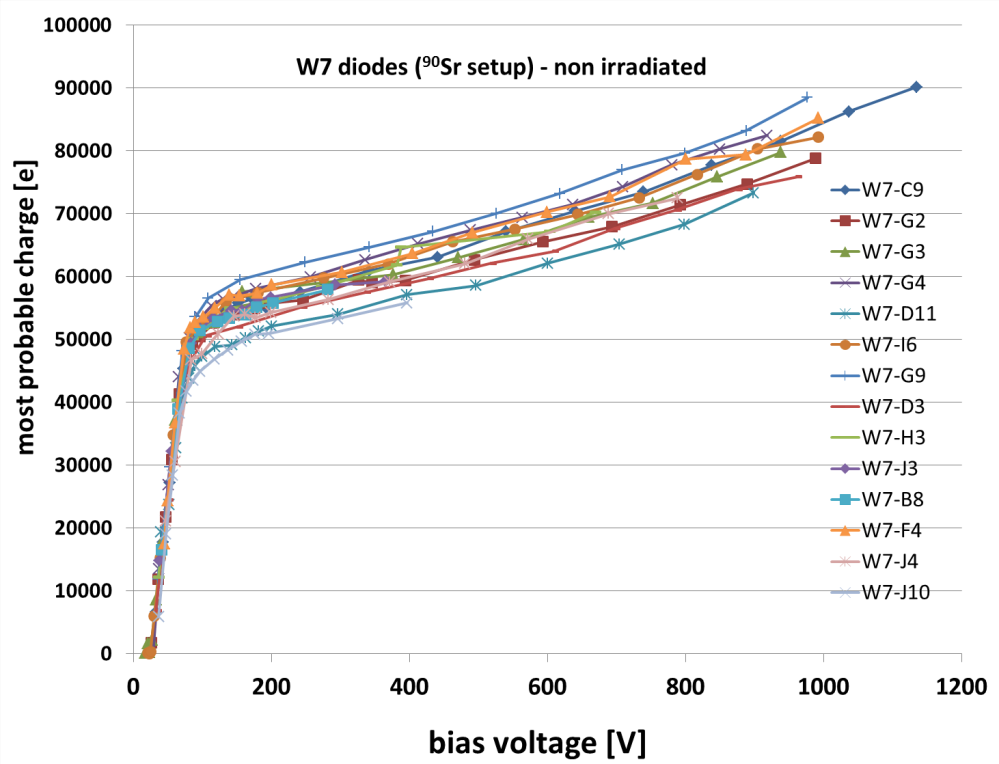 W7 diodes (⁹⁰Sr setup) - non irradiated
most probable charge [e]
100000
90000
80000
70000
60000
50000
40000
30000
20000
10000
0
0 200 400 600 800 1000 1200
bias voltage [V]
W7-C9
W7-G2
W7-G3
W7-G4
W7-D11
W7-I6
W7-G9
W7-D3
W7-H3
W7-J3
W7-B8
W7-F4
W7-J4
W7-J10